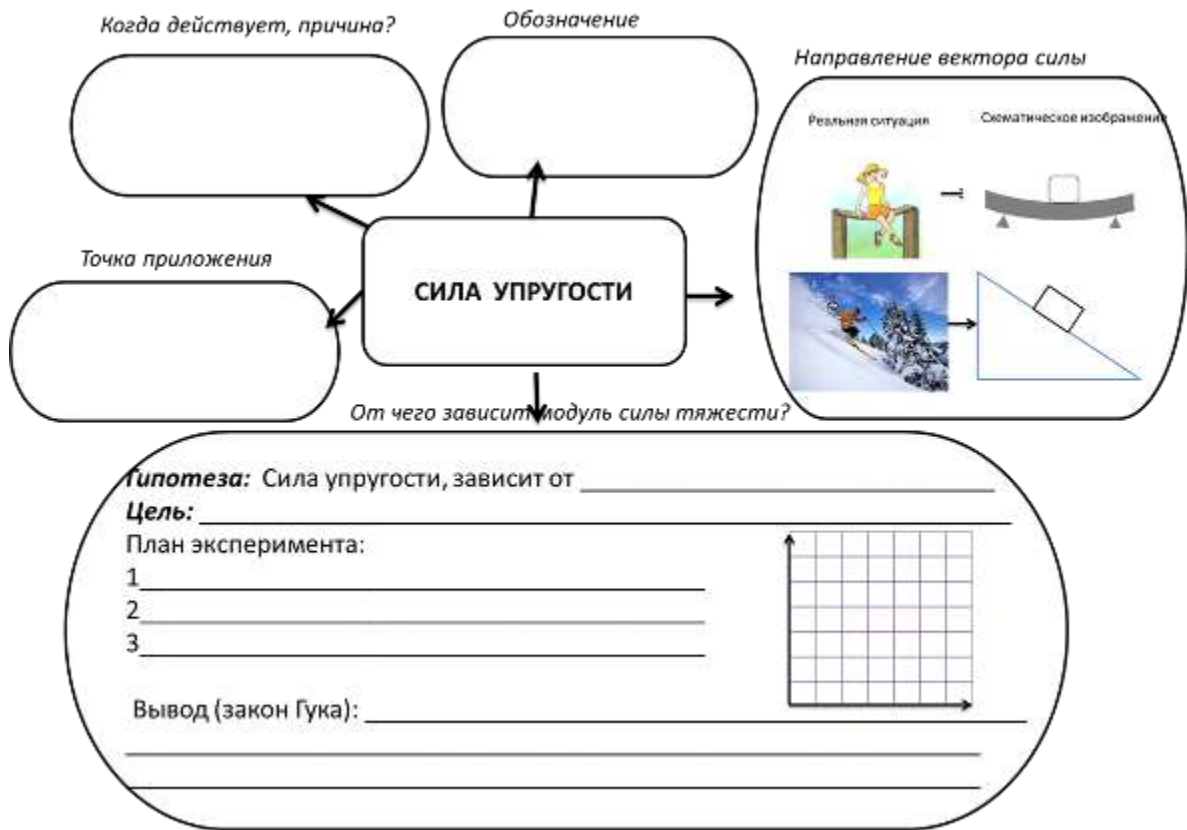 Когда действует, причина?
Обозначение
Направление вектора силы
Реальная ситуация
Схематическое изображение
Точка приложения
СИЛА УПРУГОСТИ
От чего зависит модуль силы тяжести?
Гипотеза: Сила упругости, зависит от
Цель:
План эксперимента:
1
2
3
Вывод (закон Гука):